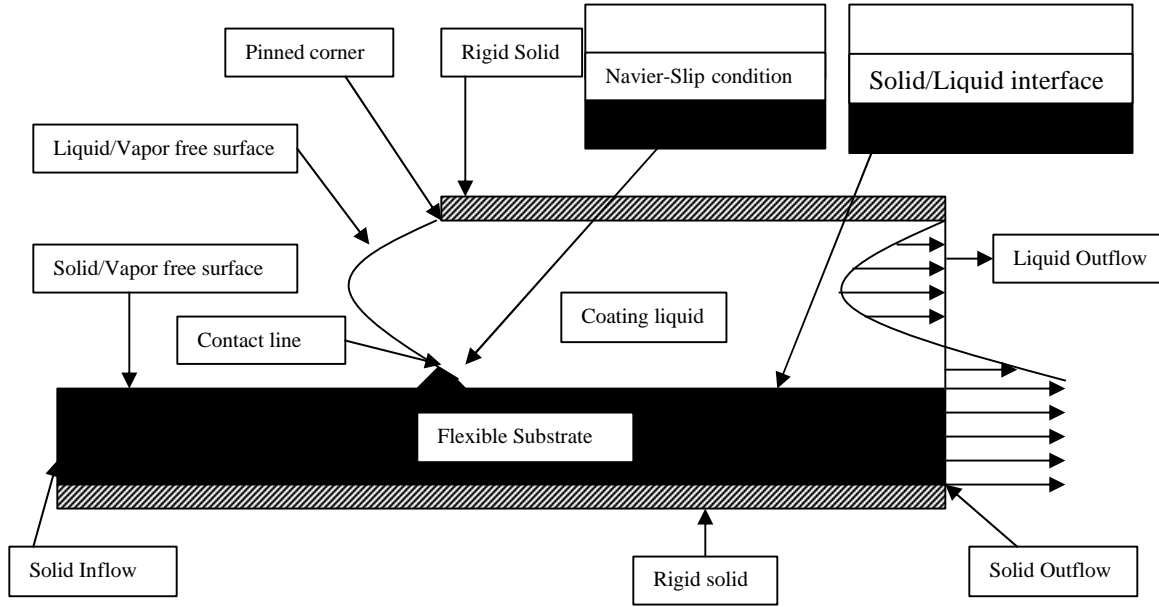 Pinned corner
Rigid Solid
Navier-Slip condition
Solid/Liquid interface
Liquid/Vapor free surface
Solid/Vapor free surface
Liquid Outflow
Contact line
Coating liquid
Flexible Substrate
Solid Inflow
Rigid solid
Solid Outflow